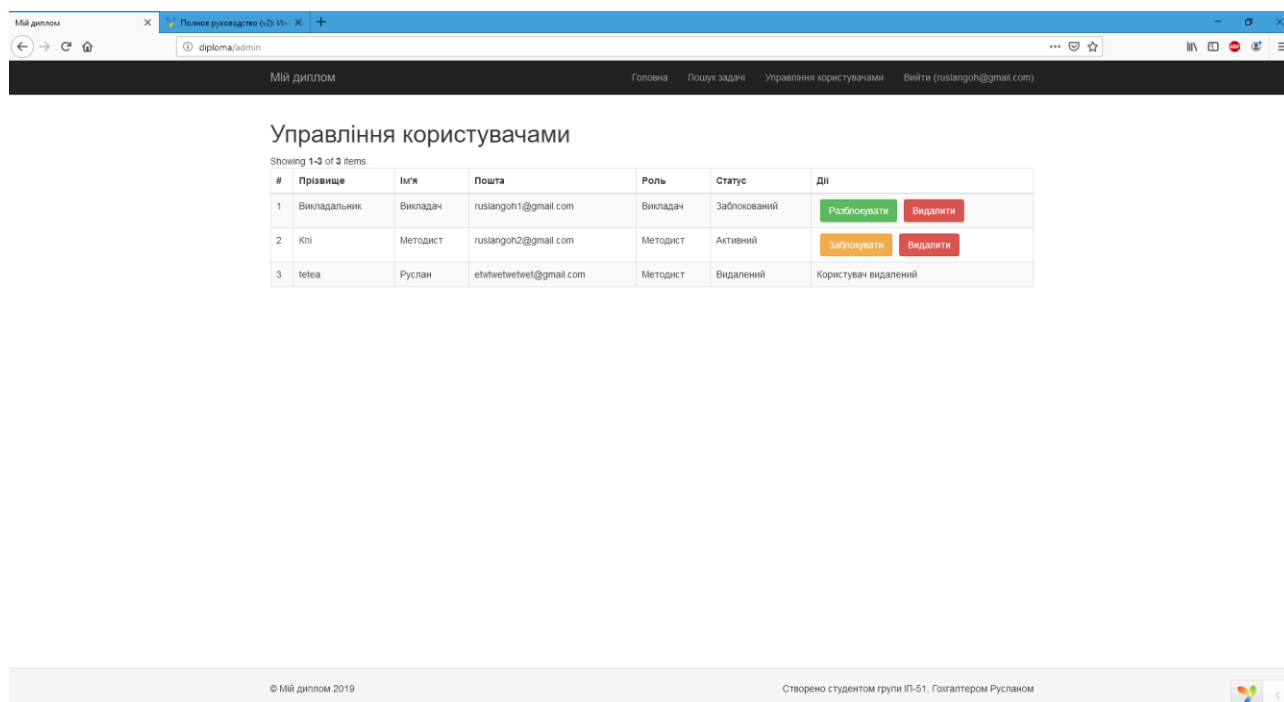 Мій диплом
Полное руководство (v2): Ин
diploma/admin
Мій диплом Головна Пошук задачі Управління користувачами Вийти (ruslangoh@gmail.com)
Управління користувачами
Showing 1-3 of 3 items.
# Прізвище Ім'я Пошта Роль Статус Дії
1 Викладальник Викладач ruslangoh1@gmail.com Викладач Заблокований Разблокувати Видалити
2 Кпі Методист ruslangoh2@gmail.com Методист Активний Заблокувати Видалити
3 tetea Руслан etwtwetwetwet@gmail.com Методист Видалений Користувач видалений
© Мій диплом 2019 Створено студентом групи ІП-51, Гохгалтером Русланом